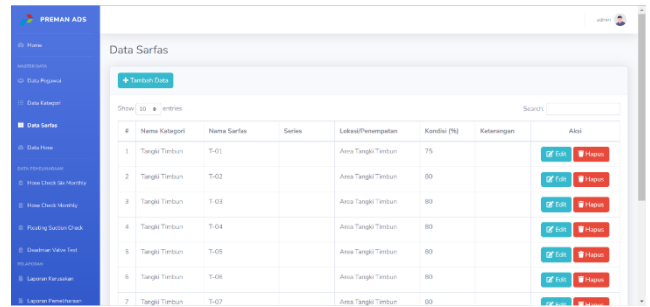 PREMAN ADS
admin
Home
MASTER DATA
Data Pegawai
Data Kategori
Data Sarfas
Data Hose
DATA PEMELIHARAAN
Hose Check Six Monthly
Hose Check Monthly
Floating Suction Check
Deadman Valve Test
PELAPORAN
Laporan Kerusakan
Laporan Pemeliharaan
Data Sarfas
+ Tambah Data
Show 10 entries
Search:
# Nama Kategori Nama Sarfas Series Lokasi/Penempatan Kondisi (%) Keterangan Aksi
1 Tangki Timbun T-01 Area Tangki Timbun 75 Edit Hapus
2 Tangki Timbun T-02 Area Tangki Timbun 80 Edit Hapus
3 Tangki Timbun T-03 Area Tangki Timbun 80 Edit Hapus
4 Tangki Timbun T-04 Area Tangki Timbun 80 Edit Hapus
5 Tangki Timbun T-05 Area Tangki Timbun 80 Edit Hapus
6 Tangki Timbun T-06 Area Tangki Timbun 80 Edit Hapus
7 Tangki Timbun T-07 Area Tangki Timbun 80 Edit Hapus